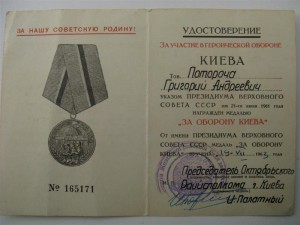 ЗА НАШУ СОВЕТСКУЮ РОДИНУ!
№ 165171
УДОСТОВЕРЕНИЕ
ЗА УЧАСТИЕ В ГЕРОИЧЕСКОЙ ОБОРОНЕ
КИЕВА
Тов. Потороча
Григорий Андреевич
УКАЗОМ ПРЕЗИДИУМА ВЕРХОВНОГО
СОВЕТА СССР от 21-го июня 1961 года
НАГРАЖДЕН МЕДАЛЬЮ
„ЗА ОБОРОНУ КИЕВА"
От имени ПРЕЗИДИУМА ВЕРХОВНОГО
СОВЕТА СССР медаль „ЗА ОБОРОНУ
КИЕВА" вручена
Председатель Октябрьского
Райисполкома г. Киева
И. Палатный